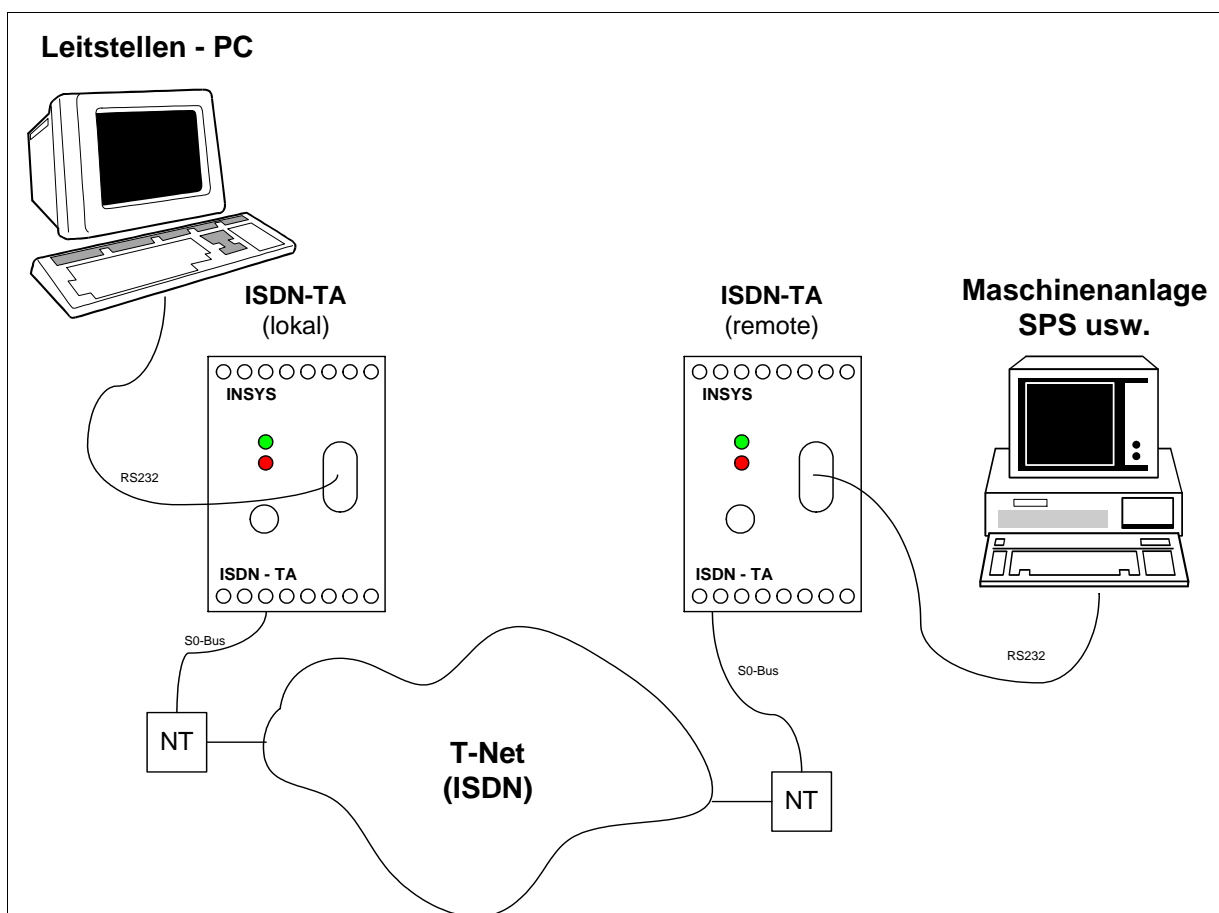 Leitstellen - PC
ISDN-TA
(lokal)
ISDN-TA
(remote)
Maschinenanlage
SPS usw.
INSYS
INSYS
RS232
ISDN - TA
ISDN - TA
S0-Bus
RS232
S0-Bus
NT
T-Net
(ISDN)
NT